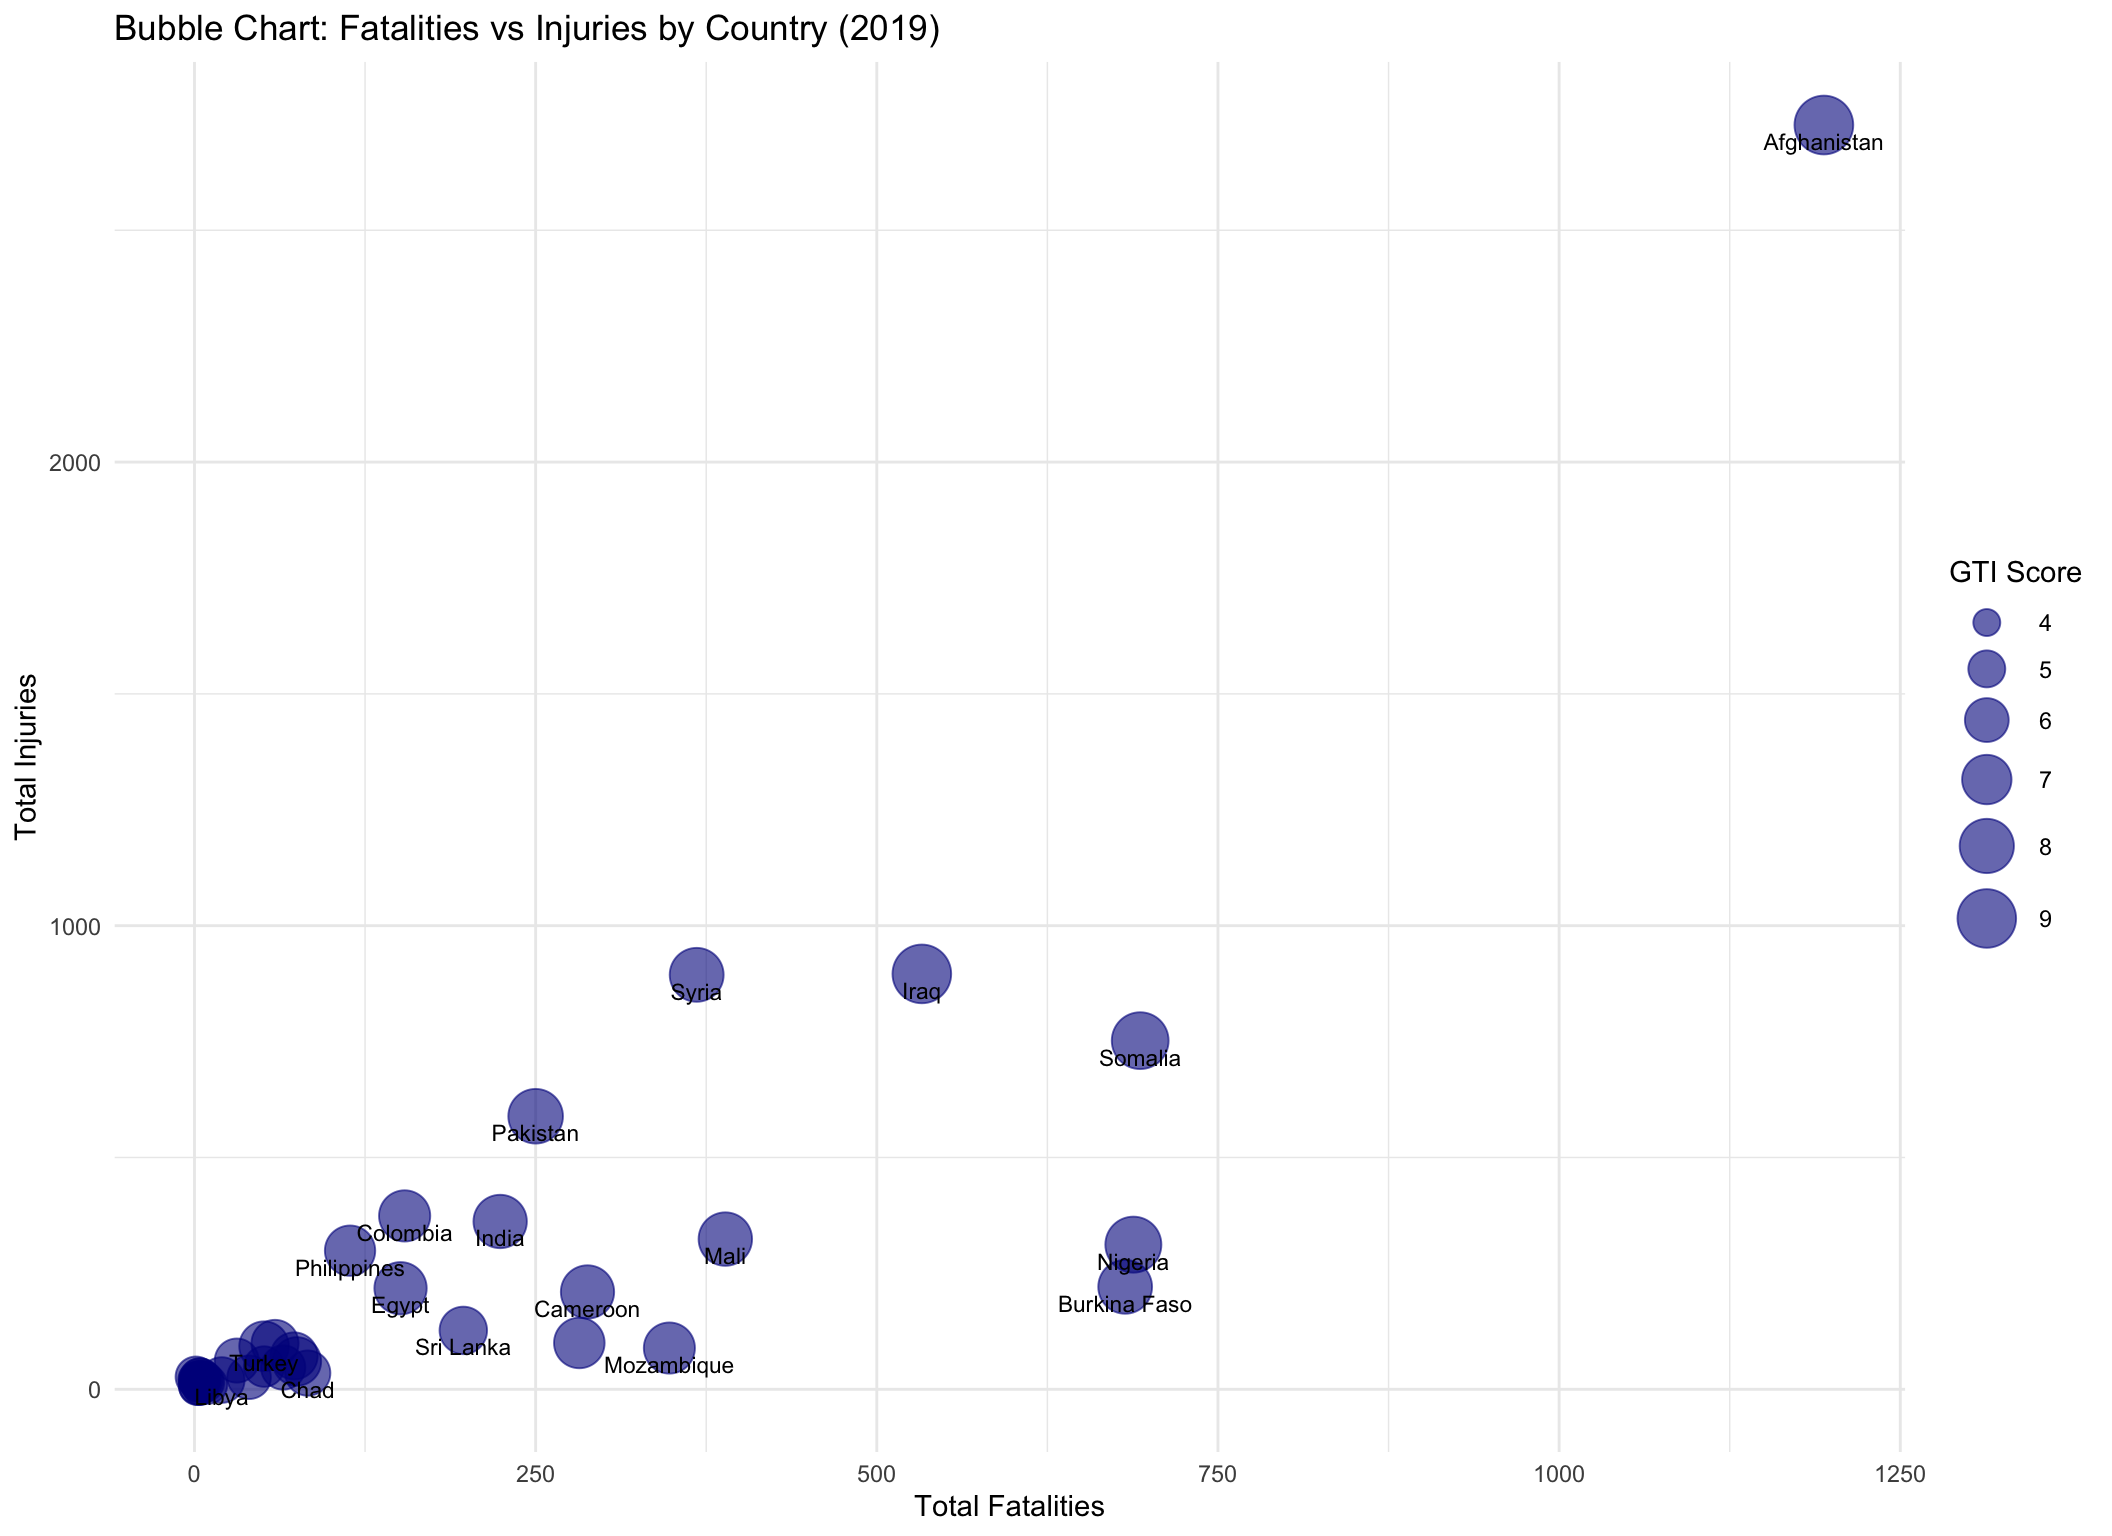 Bubble Chart: Fatalities vs Injuries by Country (2019)
Afghanistan
2000
GTI Score
4
5
6
7
8
9
Total Injuries
1000
Syria
Iraq
Somalia
Pakistan
Colombia
India
Mali
Nigeria
Philippines
Egypt
Cameroon
Burkina Faso
Sri Lanka
Mozambique
Turkey
Chad
Libya
0
0
250
500
750
1000
1250
Total Fatalities